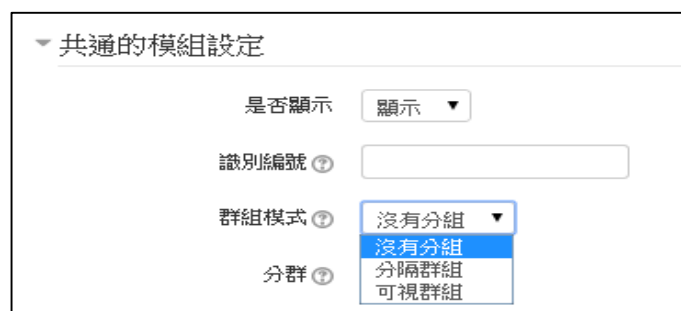 共通的模組設定
是否顯示 顯示
識別編號
群組模式 沒有分組
沒有分組
分隔群組
分群
可視群組